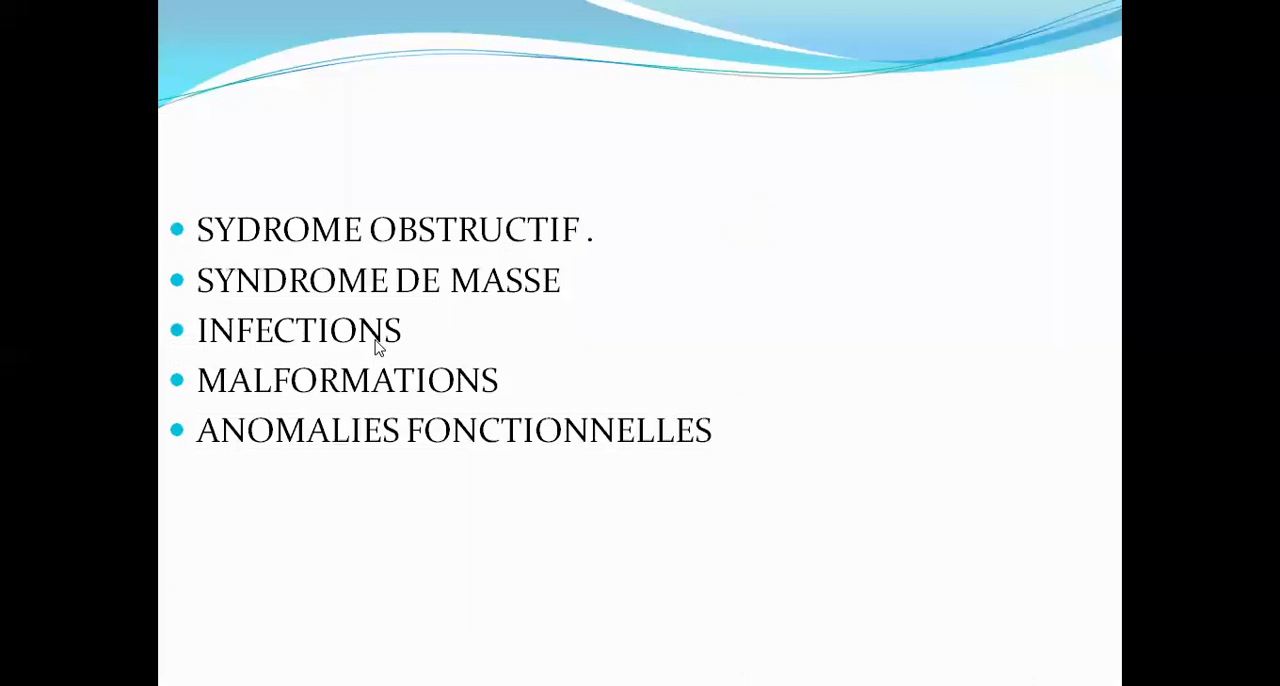 SYDROME OBSTRUCTIF .
SYNDROME DE MASSE
INFECTIONS
MALFORMATIONS
ANOMALIES FONCTIONNELLES